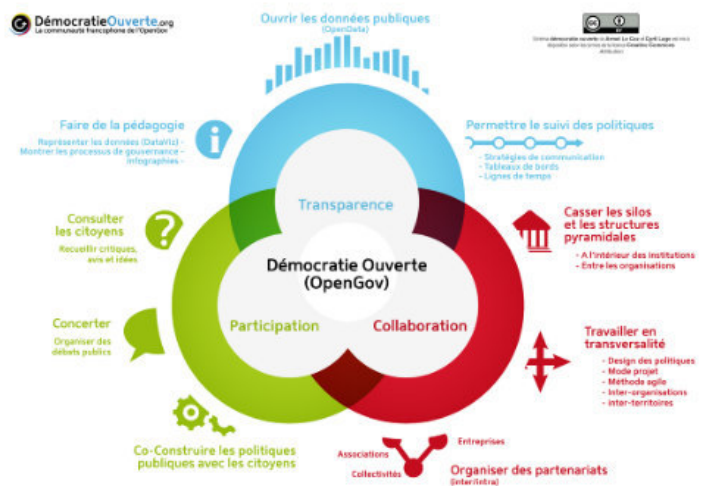 DémocratieOuverte.org
La communauté francophone de l'OpenGov
Ouvrir les données publiques
(OpenData)
cc
BY
Faire de la pédagogie
Représenter les données (DataViz) -
Montrer les processus de gouvernance -
Infographies -
Permettre le suivi des politiques
- Stratégies de communication
- Tableaux de bords
- Lignes de temps
Transparence
Consulter
les citoyens
Recueillir critiques,
avis et idées
Casser les silos
et les structures
pyramidales
- A l'intérieur des institutions
- Entre les organisations
Démocratie Ouverte
(OpenGov)
Participation
Collaboration
Concerter
Organiser des
débats publics
Travailler en
transversalité
- Design des politiques
- Mode projet
- Méthode agile
- Inter-organisations
- inter-territoires
Co-Construire les politiques
publiques avec les citoyens
Associations
Entreprises
Collectivités
Organiser des partenariats
(inter/intra)